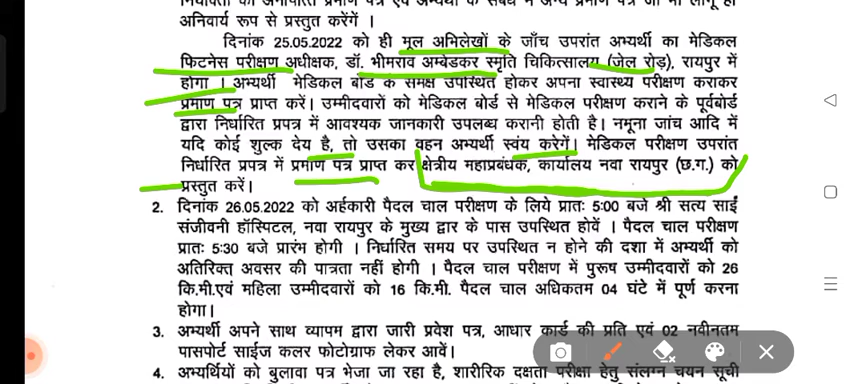 अनिवार्य रूप से प्रस्तुत करेंगें ।
दिनांक 25.05.2022 को ही मूल अभिलेखों के जाँच उपरांत अभ्यर्थी का मेडिकल
फिटनेस परीक्षण अधीक्षक, डॉ. भीमराव अम्बेडकर स्मृति चिकित्सालय (जेल रोड़), रायपुर में
होगा । अभ्यर्थी मेडिकल बोर्ड के समक्ष उपस्थित होकर अपना स्वास्थ्य परीक्षण कराकर
प्रमाण पत्र प्राप्त करें। उम्मीदवारों को मेडिकल बोर्ड से मेडिकल परीक्षण कराने के पूर्वबोर्ड
द्वारा निर्धारित प्रपत्र में आवश्यक जानकारी उपलब्ध करानी होती है। नमूना जांच आदि में
यदि कोई शुल्क देय है, तो उसका वहन अभ्यर्थी स्वंय करेगें। मेडिकल परीक्षण उपरांत
निर्धारित प्रपत्र में प्रमाण पत्र प्राप्त कर क्षेत्रीय महाप्रबंधक, कार्यालय नवा रायपुर (छ.ग.) को
प्रस्तुत करें।
2. दिनांक 26.05.2022 को अर्हकारी पैदल चाल परीक्षण के लिये प्रातः 5:00 बजे श्री सत्य साईं
संजीवनी हॉस्पिटल, नवा रायपुर के मुख्य द्वार के पास उपस्थित होवें । पैदल चाल परीक्षण
प्रातः 5:30 बजे प्रारंभ होगी । निर्धारित समय पर उपस्थित न होने की दशा में अभ्यर्थी को
अतिरिक्त अवसर की पात्रता नहीं होगी । पैदल चाल परीक्षण में पुरूष उम्मीदवारों को 26
कि.मी.एवं महिला उम्मीदवारों को 16 कि.मी. पैदल चाल अधिकतम 04 घंटे में पूर्ण करना
होगा।
3. अभ्यर्थी अपने साथ व्यापम द्वारा जारी प्रवेश पत्र, आधार कार्ड की प्रति एवं 02 नवीनतम
पासपोर्ट साईज कलर फोटोग्राफ लेकर आवें।
4. अभ्यर्थियों को बुलावा पत्र भेजा जा रहा है, शारीरिक दक्षता परीक्षा हेतु संलग्न चयन सूची